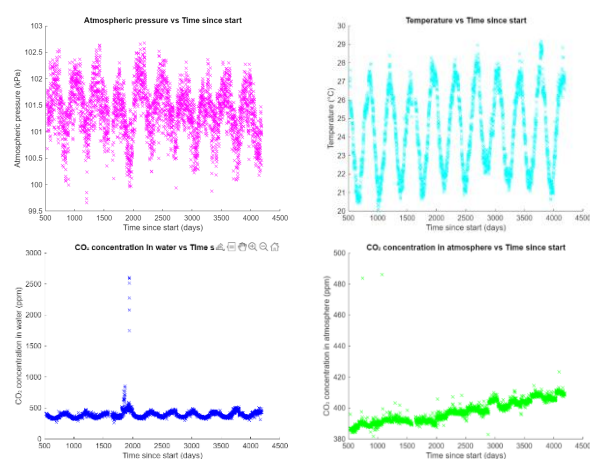 Atmospheric pressure vs Time since start
103
102.5
102
101.5
101
100.5
100
99.5
500 1000 1500 2000 2500 3000 3500 4000 4500
Atmospheric pressure (kPa)
Time since start (days)
Temperature vs Time since start
30
29
28
27
26
25
24
23
22
21
20
500 1000 1500 2000 2500 3000 3500 4000 4500
Temperature (°C)
Time since start (days)
CO₂ concentration in water vs Time s
3000
2500
2000
1500
1000
500
0
500 1000 1500 2000 2500 3000 3500 4000 4500
CO₂ concentration in water (ppm)
Time since start (days)
CO₂ concentration in atmosphere vs Time since start
500
480
460
440
420
400
380
500 1000 1500 2000 2500 3000 3500 4000 4500
CO₂ concentration in atmosphere (ppm)
Time since start (days)